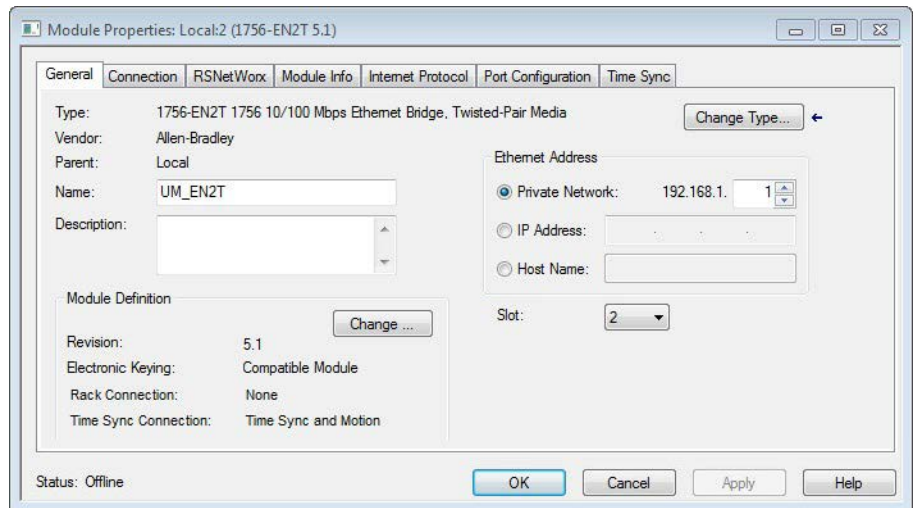 Module Properties: Local:2 (1756-EN2T 5.1)
General Connection RSNetWorx Module Info Internet Protocol Port Configuration Time Sync
Type: 1756-EN2T 1756 10/100 Mbps Ethernet Bridge, Twisted-Pair Media
Change Type...
Vendor: Allen-Bradley
Parent: Local
Name: UM_EN2T
Description:
Ethernet Address
Private Network: 192.168.1. 1
IP Address: . . .
Host Name:
Slot: 2
Module Definition
Change ...
Revision: 5.1
Electronic Keying: Compatible Module
Rack Connection: None
Time Sync Connection: Time Sync and Motion
Status: Offline
OK Cancel Apply Help